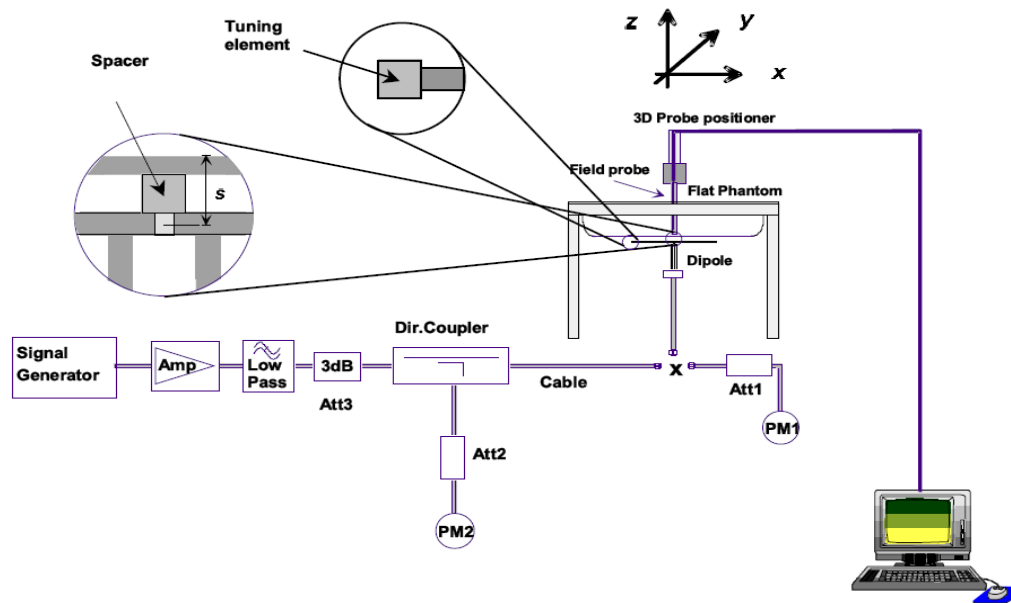 Tuning
element
Spacer
s
z
y
x
3D Probe positioner
Field probe
Flat Phantom
Dipole
Signal
Generator
Amp
Low
Pass
3dB
Att3
Dir.Coupler
Cable
x
Att1
PM1
Att2
PM2